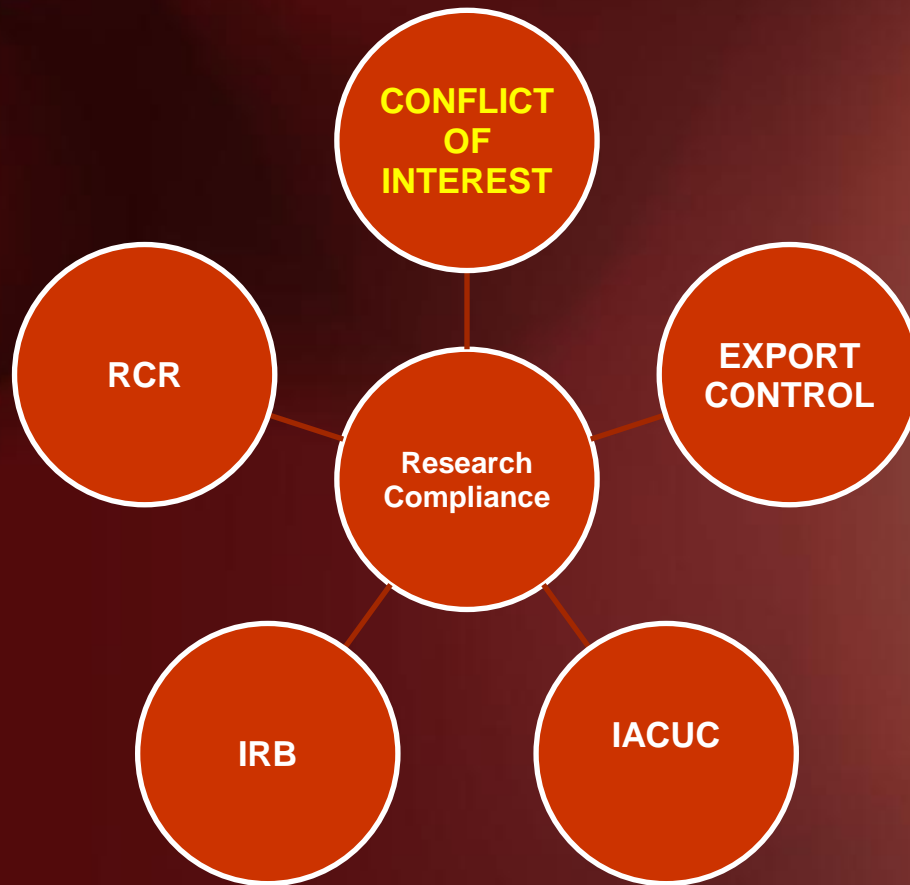 CONFLICT
OF
INTEREST
RCR
EXPORT
CONTROL
Research
Compliance
IRB
IACUC